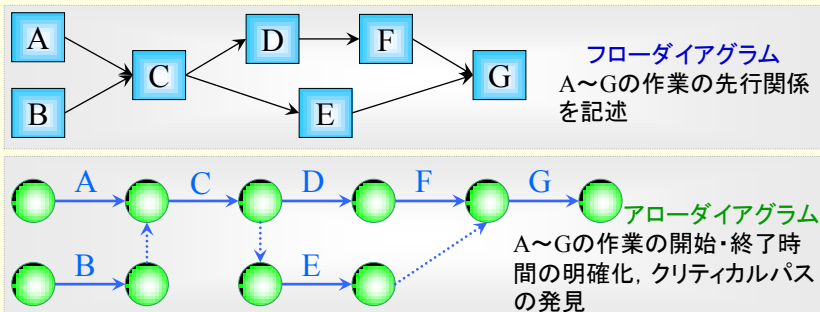 A
B
C
D
F
E
G
フローダイアグラム
A～Gの作業の先行関係
を記述
A
C
D
F
G
B
E
アローダイアグラム
A～Gの作業の開始・終了時
間の明確化，クリティカルパス
の発見